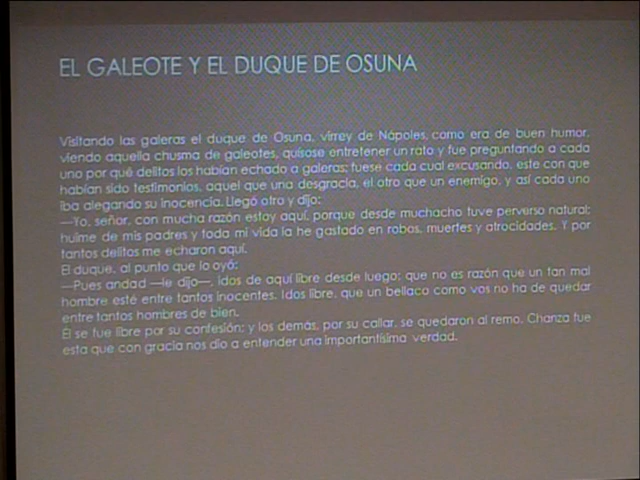 EL GALEOTE Y EL DUQUE DE OSUNA
Visitando las galeras el duque de Osuna, virrey de Nápoles, como era de buen humor,
viendo aquella chusma de galeotes, quísose entretener un rato y fue preguntando a cada
uno por qué delitos los habían echado a galeras; fuese cada cual excusando, este con que
habían sido testimonios, aquel que una desgracia, el otro que un enemigo, y así cada uno
iba alegando su inocencia. Llegó otro y dijo:
—Yo, señor, con mucha razón estoy aquí, porque desde muchacho tuve perverso natural;
huíme de mis padres y toda mi vida la he gastado en robos, muertes y atrocidades. Y por
tantos delitos me echaron aquí.
El duque, al punto que lo oyó:
—Pues andad —le dijo—, idos de aquí libre desde luego; que no es razón que un tan mal
hombre esté entre tantos inocentes. Idos libre, que un bellaco como vos no ha de quedar
entre tantos hombres de bien.
Él se fue libre por su confesión; y los demás, por su callar, se quedaron al remo. Chanza fue
esta que con gracia nos dio a entender una importantísima verdad.